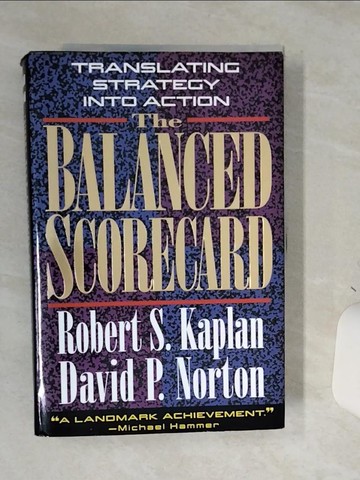 TRANSLATING
STRATEGY
INTO ACTION
The
BALANCED
SCORECARD
Robert S. Kaplan
David P. Norton
“A LANDMARK ACHIEVEMENT.”
—Michael Hammer